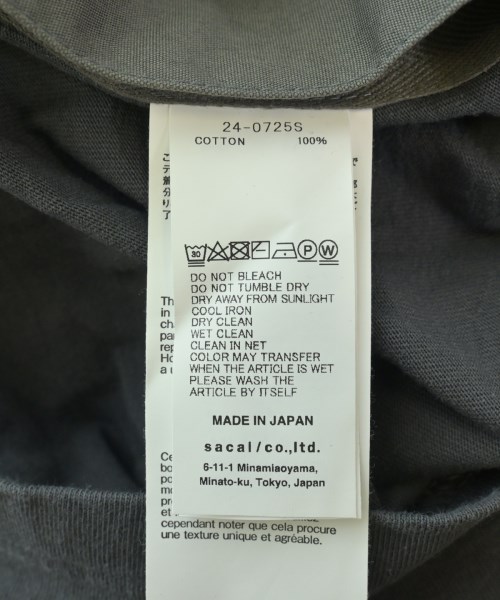 24-0725S
COTTON 100%
30
P
W
DO NOT BLEACH
DO NOT TUMBLE DRY
DRY AWAY FROM SUNLIGHT
COOL IRON
DRY CLEAN
WET CLEAN
CLEAN IN NET
COLOR MAY TRANSFER
WHEN THE ARTICLE IS WET
PLEASE WASH THE
ARTICLE BY ITSELF
MADE IN JAPAN
sacai/co.,ltd.
6-11-1 Minamiaoyama,
Minato-ku, Tokyo, Japan
cependant noter que cela procure
une texture unique et agréable.